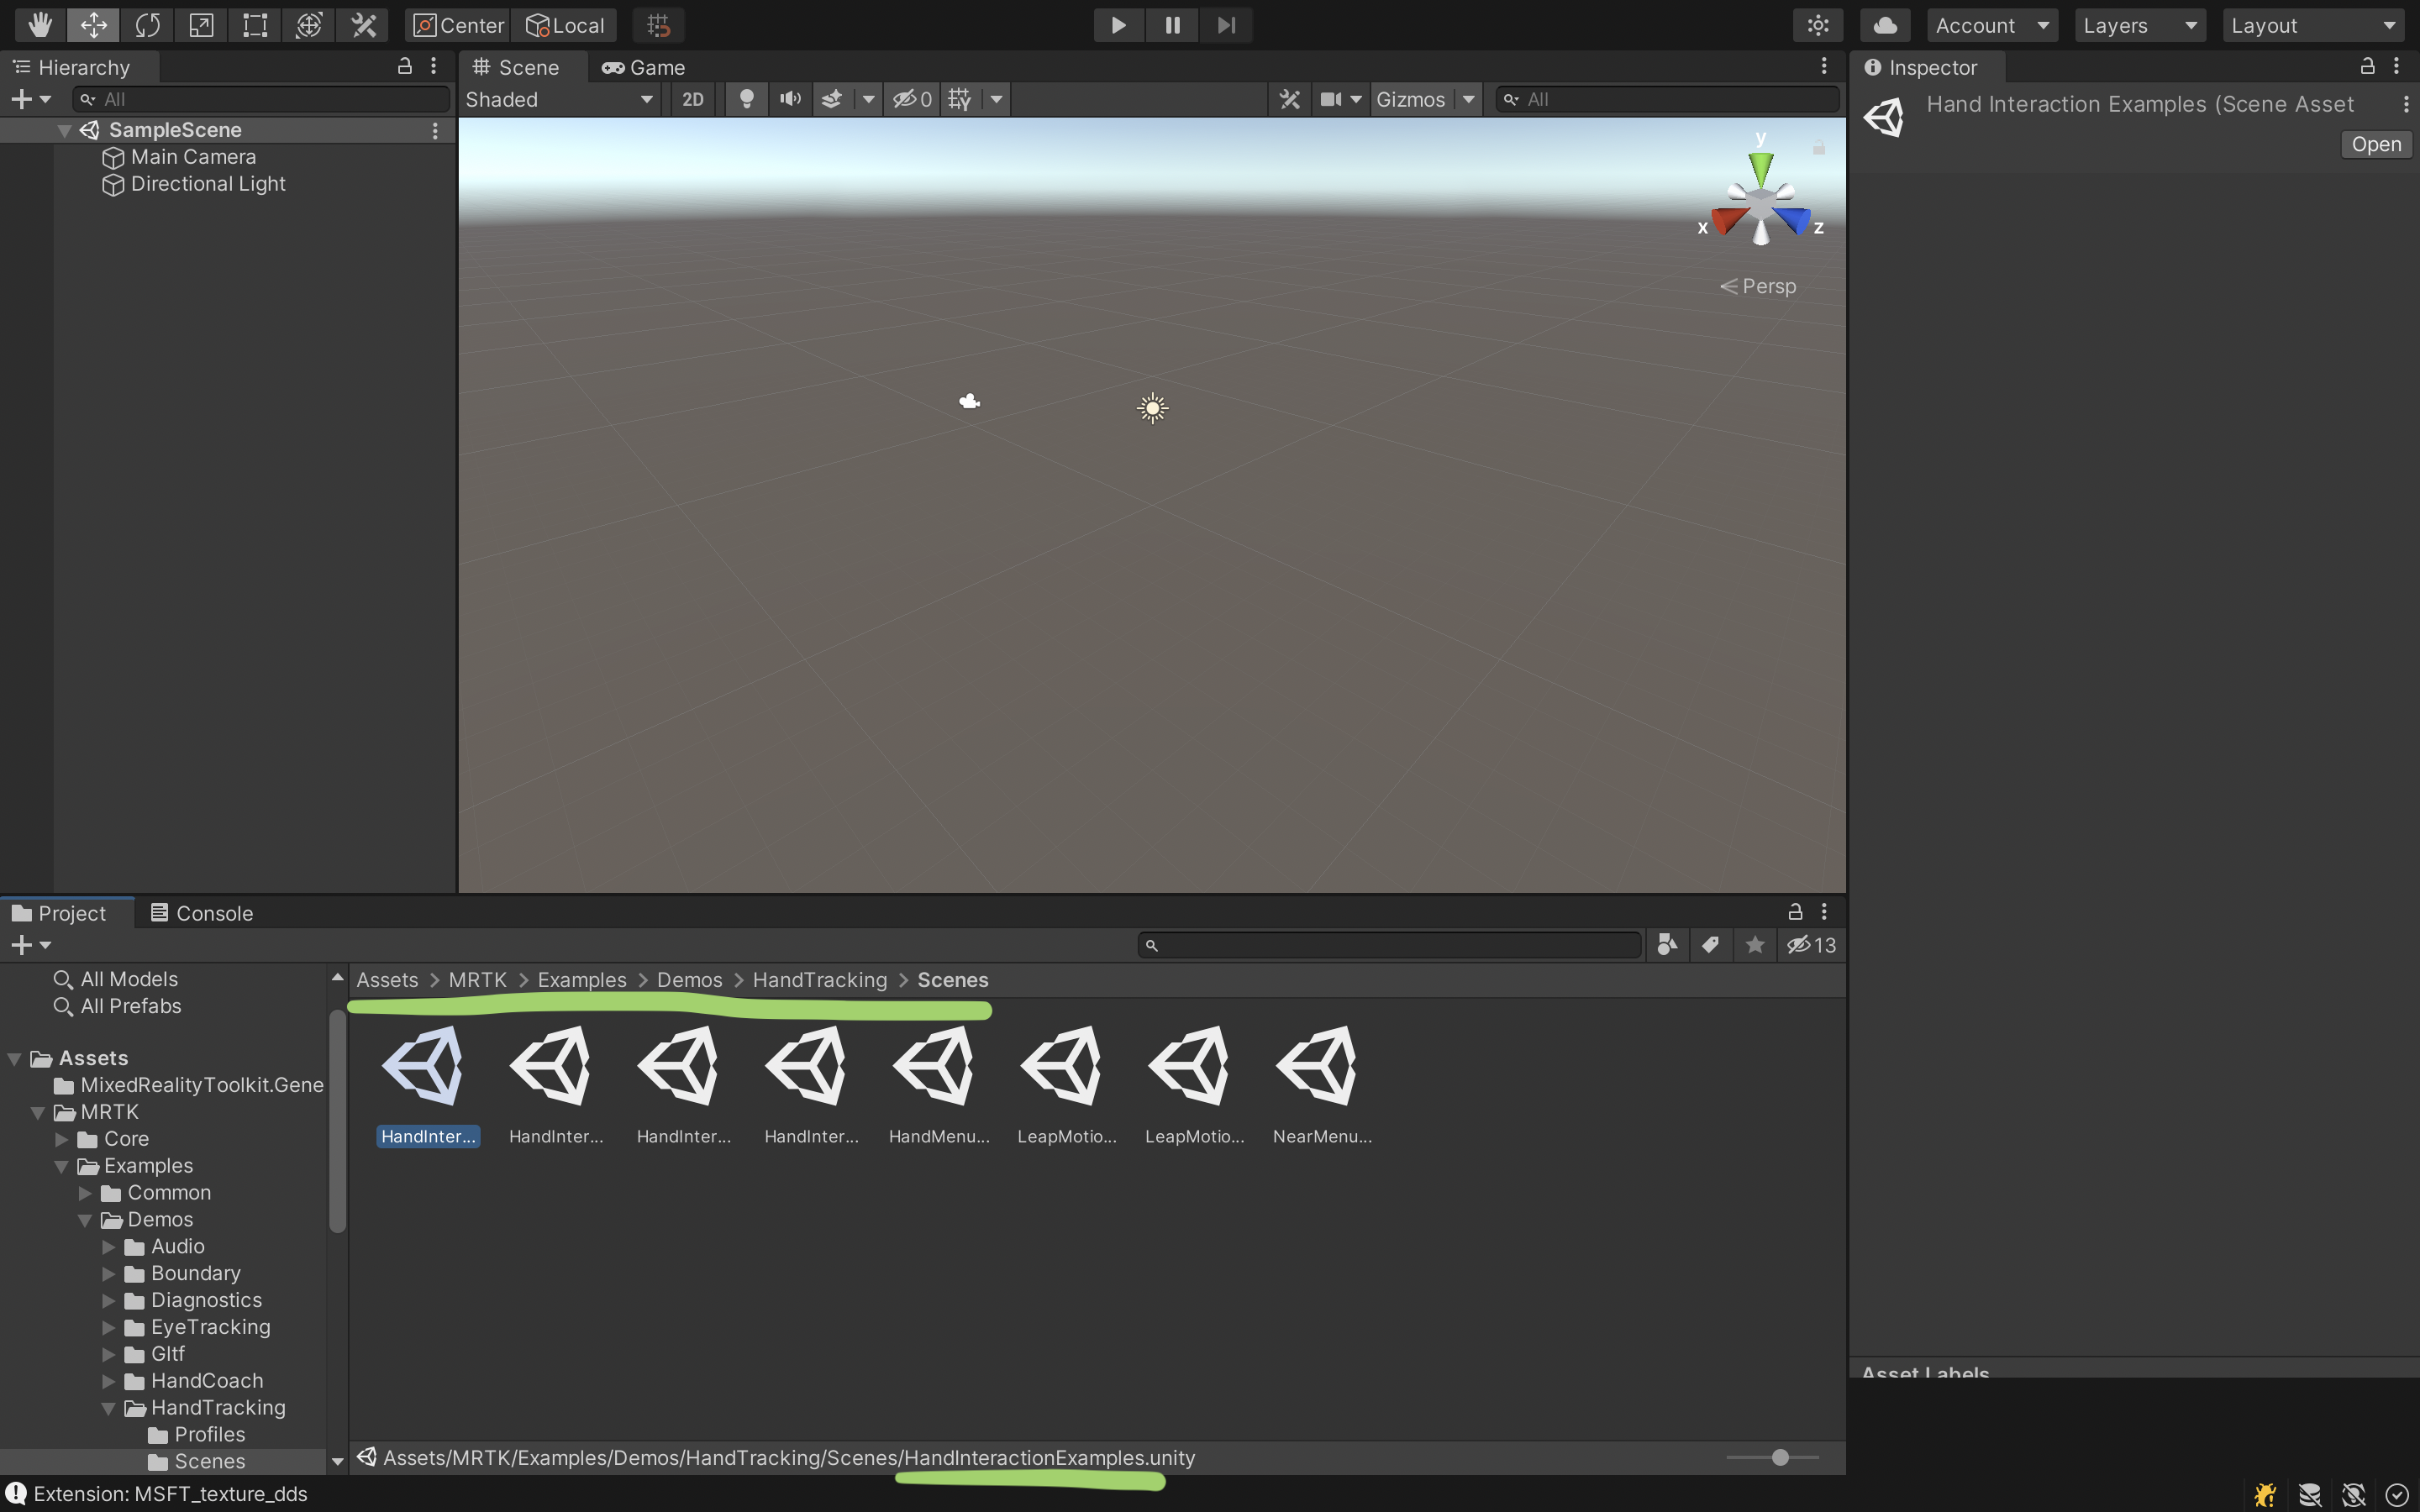 Center Local
Account Layers Layout
Hierarchy
All
SampleScene
Main Camera
Directional Light
Scene Game
Shaded 2D 0 Gizmos All
y
x z
Persp
Inspector
Hand Interaction Examples (Scene Asset
Open
Project Console
13
All Models
All Prefabs
Assets
MixedRealityToolkit.Gene
MRTK
Core
Examples
Common
Demos
Audio
Boundary
Diagnostics
EyeTracking
Gltf
HandCoach
HandTracking
Profiles
Scenes
Assets > MRTK > Examples > Demos > HandTracking > Scenes
HandInter... HandInter... HandInter... HandInter... HandMenu... LeapMotio... LeapMotio... NearMenu...
Assets/MRTK/Examples/Demos/HandTracking/Scenes/HandInteractionExamples.unity
Asset Labels
Extension: MSFT_texture_dds